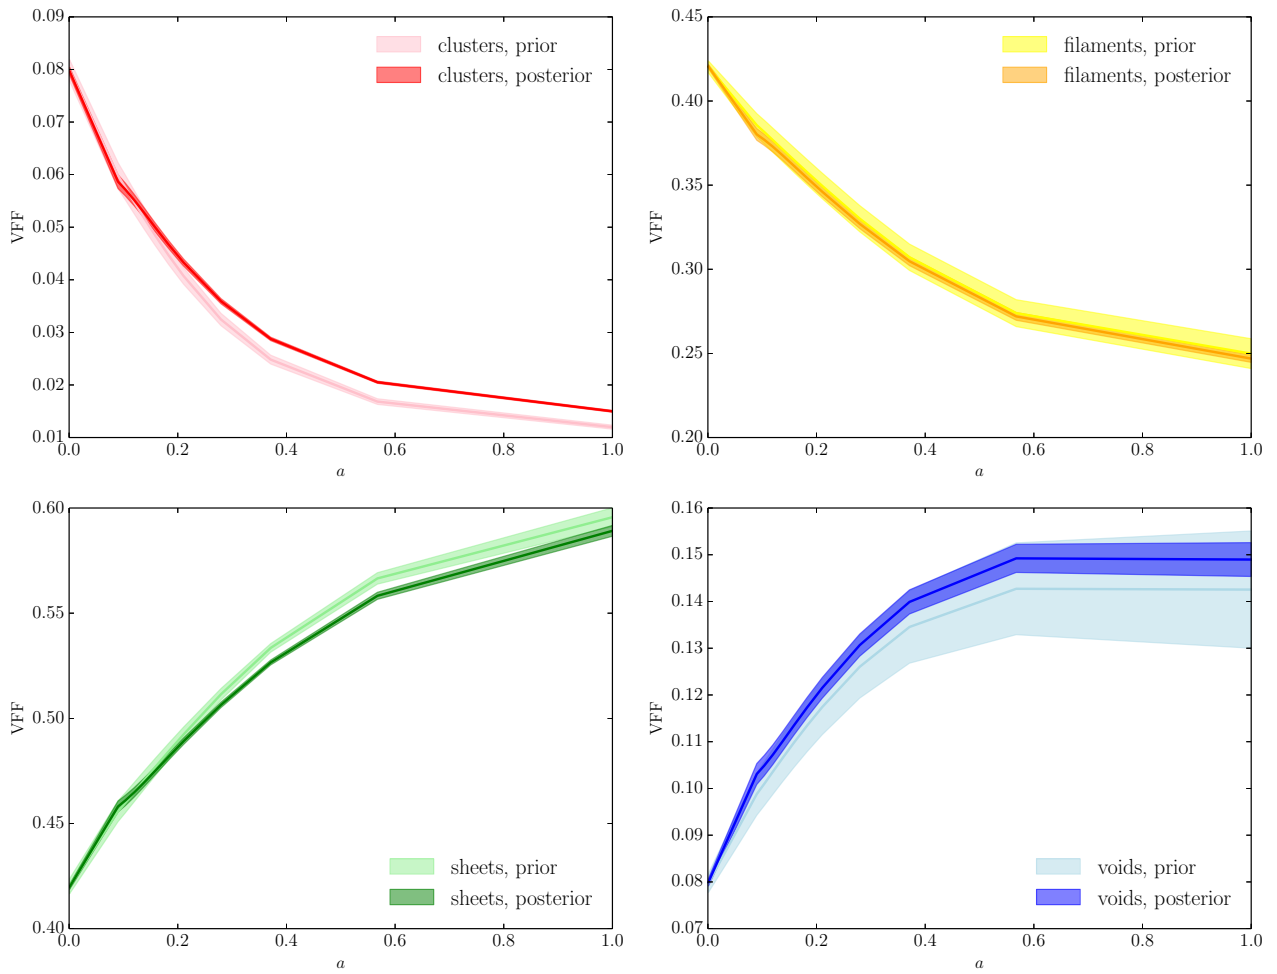 0.09
0.08
0.07
0.06
0.05
0.04
0.03
0.02
0.01
VFF
0.0 0.2 0.4 0.6 0.8 1.0
a
clusters, prior
clusters, posterior
0.45
0.40
0.35
0.30
0.25
0.20
VFF
0.0 0.2 0.4 0.6 0.8 1.0
a
filaments, prior
filaments, posterior
0.60
0.55
0.50
0.45
0.40
VFF
0.0 0.2 0.4 0.6 0.8 1.0
a
sheets, prior
sheets, posterior
0.16
0.15
0.14
0.13
0.12
0.11
0.10
0.09
0.08
0.07
VFF
0.0 0.2 0.4 0.6 0.8 1.0
a
voids, prior
voids, posterior